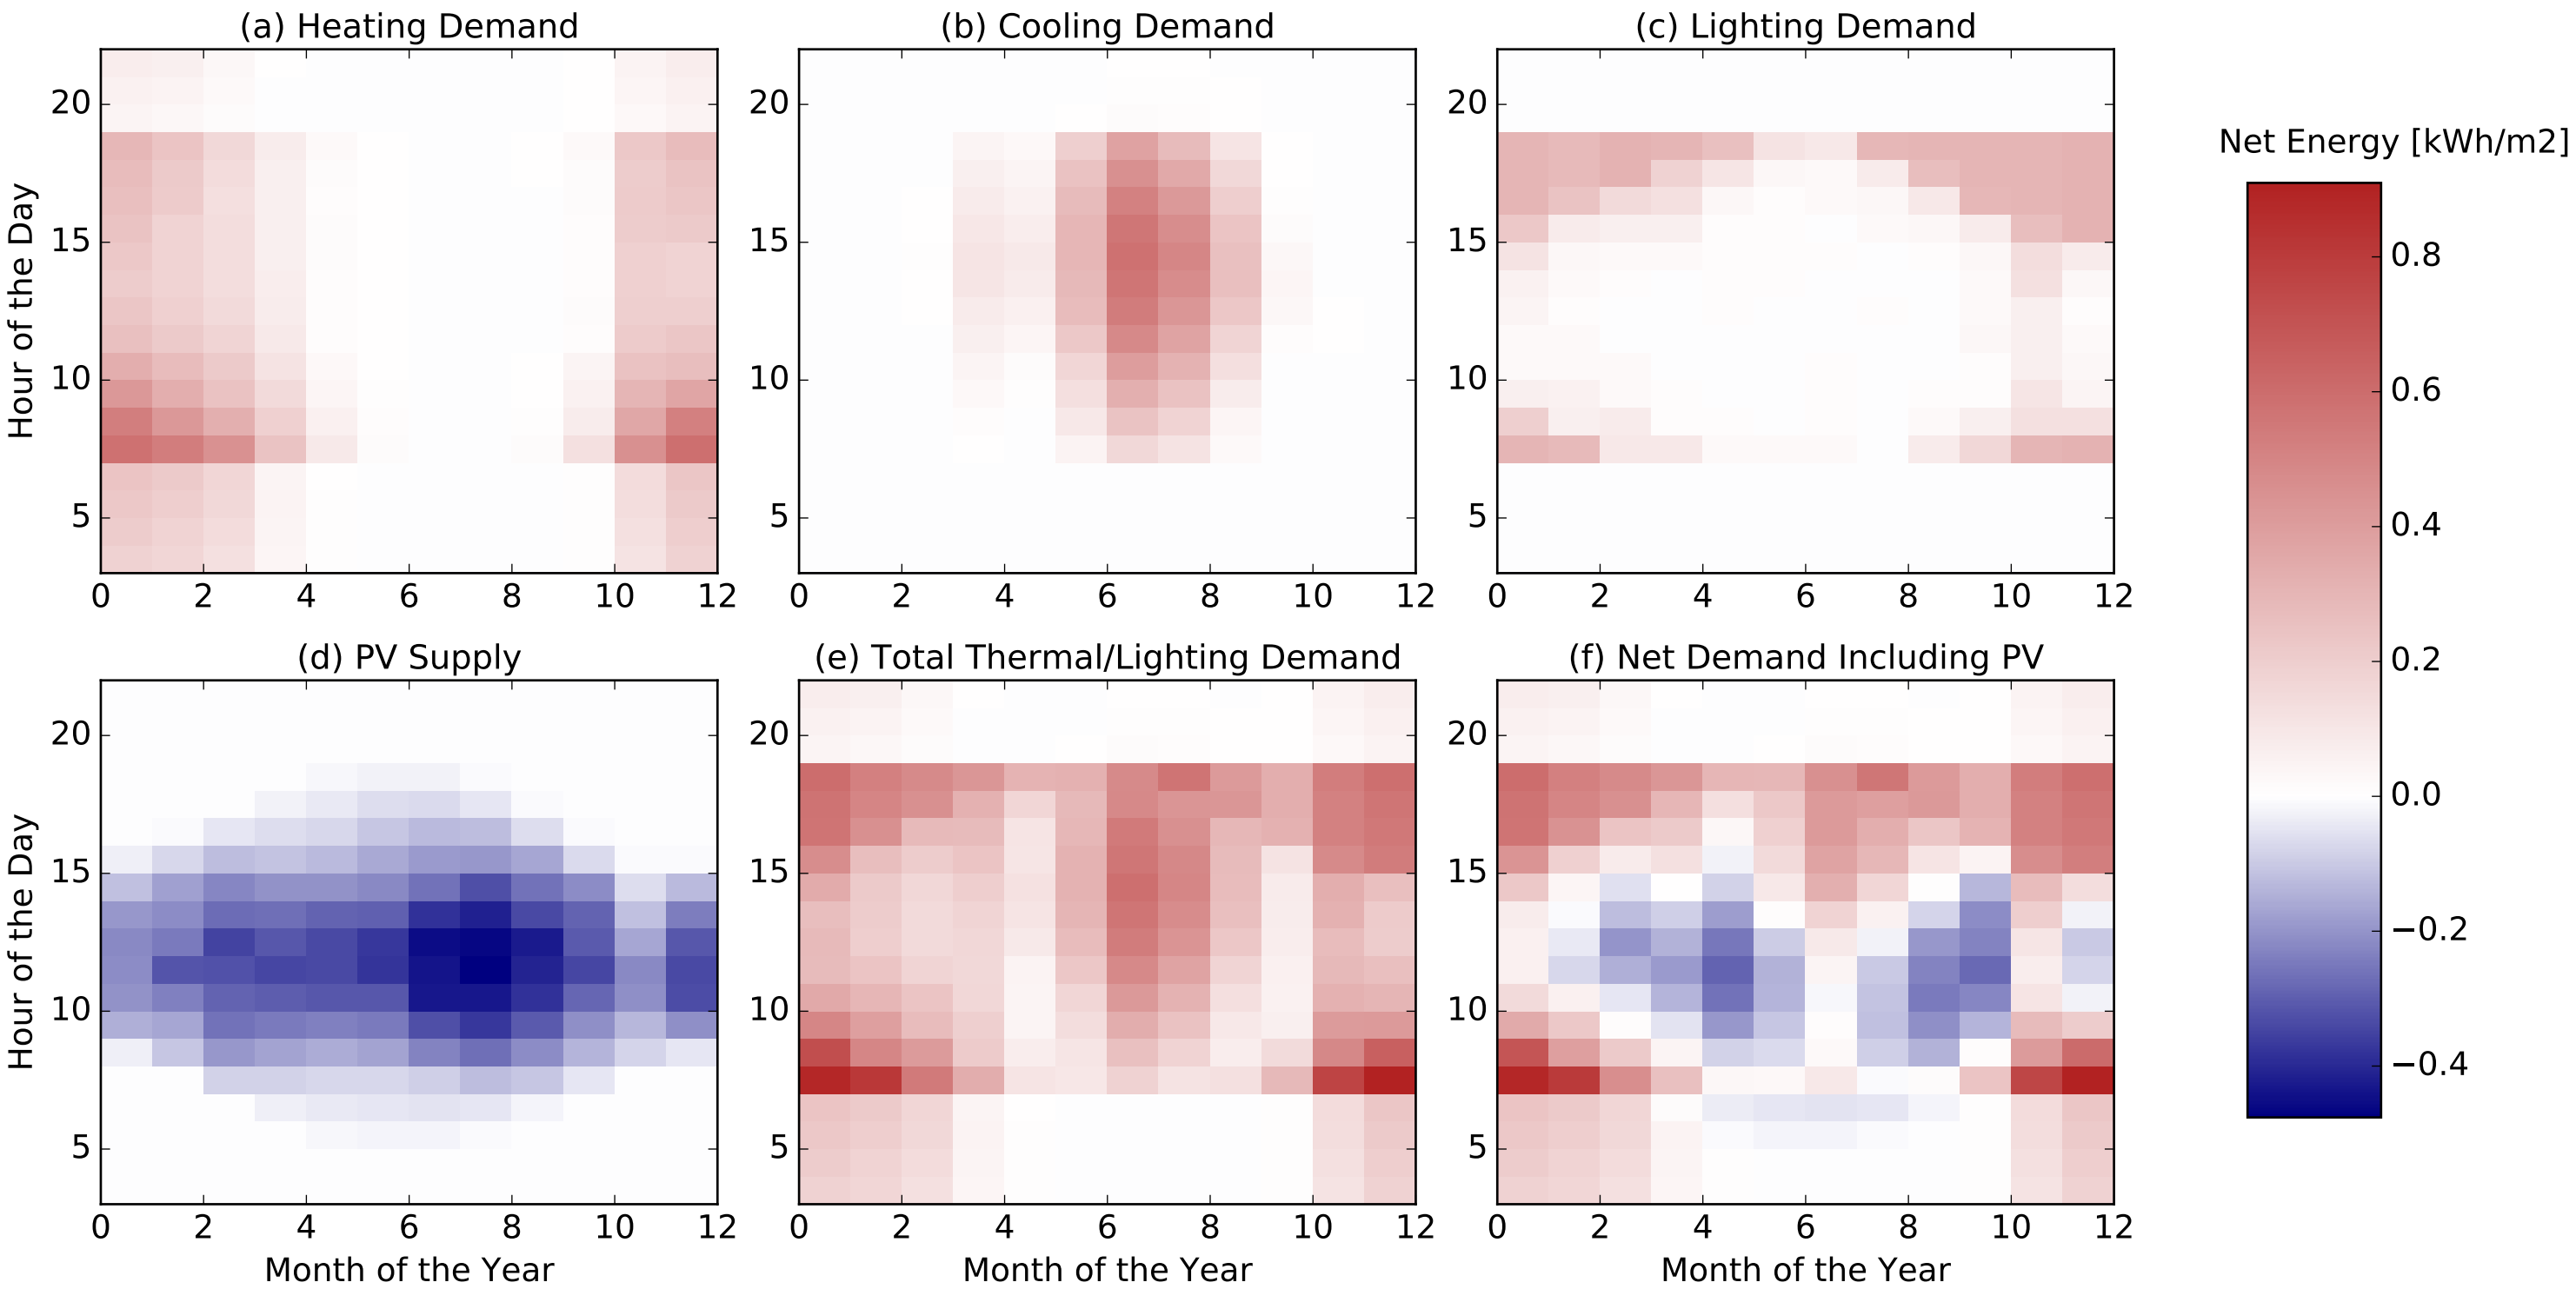 (a) Heating Demand
(b) Cooling Demand
(c) Lighting Demand
Hour of the Day
20
15
10
5
0 2 4 6 8 10 12
20
15
10
5
0 2 4 6 8 10 12
20
15
10
5
0 2 4 6 8 10 12
(d) PV Supply
(e) Total Thermal/Lighting Demand
(f) Net Demand Including PV
Hour of the Day
20
15
10
5
0 2 4 6 8 10 12
Month of the Year
20
15
10
5
0 2 4 6 8 10 12
Month of the Year
20
15
10
5
0 2 4 6 8 10 12
Month of the Year
Net Energy [kWh/m2]
0.8
0.6
0.4
0.2
0.0
−0.2
−0.4